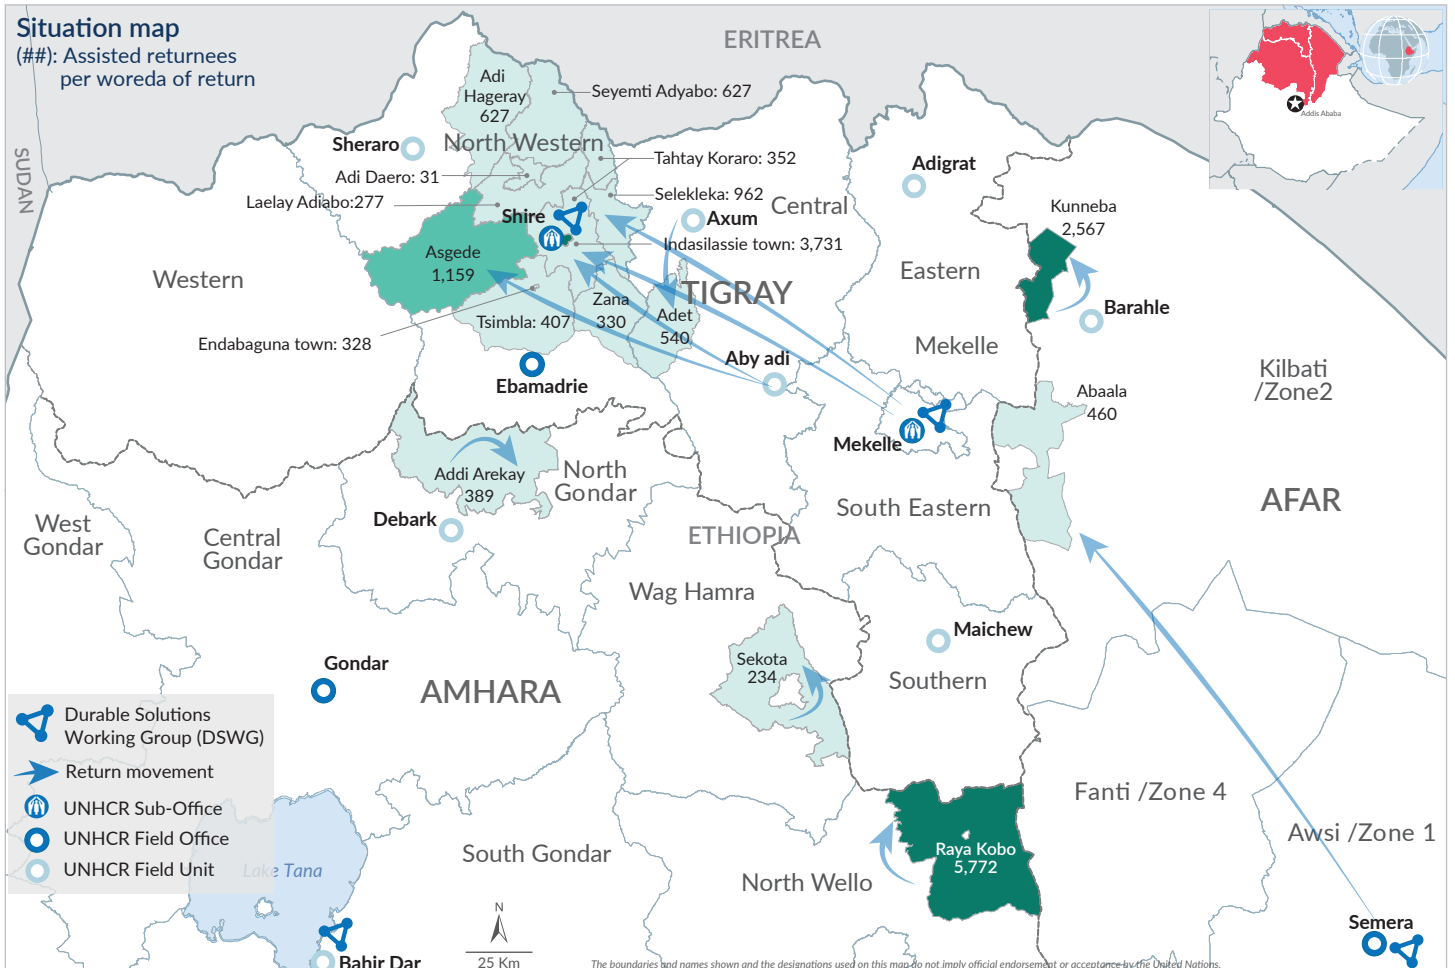 Situation map
(##): Assisted returnees
per woreda of return
ERITREA
SUDAN
Addis Ababa
Adi
Hageray
627
Seyemti Adyabo: 627
Sheraro
North Western
Tahtay Koraro: 352
Adi Daero: 31
Selekleka: 962
Laelay Adiabo:277
Shire
Axum
Central
Indasilassie town: 3,731
Adigrat
Kunneba
2,567
Asgede
1,159
Western
Eastern
TIGRAY
Zana
330
Adet
540
Tsimbla: 407
Barahle
Endabaguna town: 328
Mekelle
Aby adi
Ebamadrie
Kilbati
/Zone2
Abaala
460
Mekelle
Addi Arekay
389
North
Gondar
South Eastern
AFAR
West
Gondar
Central
Gondar
Debark
ETHIOPIA
Wag Hamra
Maichew
Sekota
234
Southern
Gondar
AMHARA
Durable Solutions
Working Group (DSWG)
Return movement
UNHCR Sub-Office
UNHCR Field Office
UNHCR Field Unit
Lake Tana
Fanti /Zone 4
Awsi /Zone 1
South Gondar
Raya Kobo
5,772
North Wello
Semera
N
25 Km
Bahir Dar
The boundaries and names shown and the designations used on this map do not imply official endorsement or acceptance by the United Nations.